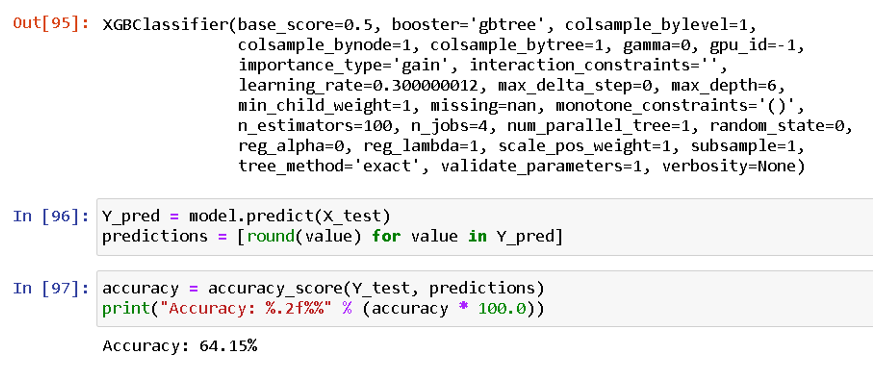 Out[95]: XGBClassifier(base_score=0.5, booster='gbtree', colsample_bylevel=1,
colsample_bynode=1, colsample_bytree=1, gamma=0, gpu_id=-1,
importance_type='gain', interaction_constraints='',
learning_rate=0.300000012, max_delta_step=0, max_depth=6,
min_child_weight=1, missing=nan, monotone_constraints='()',
n_estimators=100, n_jobs=4, num_parallel_tree=1, random_state=0,
reg_alpha=0, reg_lambda=1, scale_pos_weight=1, subsample=1,
tree_method='exact', validate_parameters=1, verbosity=None)
In [96]: Y_pred = model.predict(X_test)
predictions = [round(value) for value in Y_pred]
In [97]: accuracy = accuracy_score(Y_test, predictions)
print("Accuracy: %.2f%%" % (accuracy * 100.0))
Accuracy: 64.15%